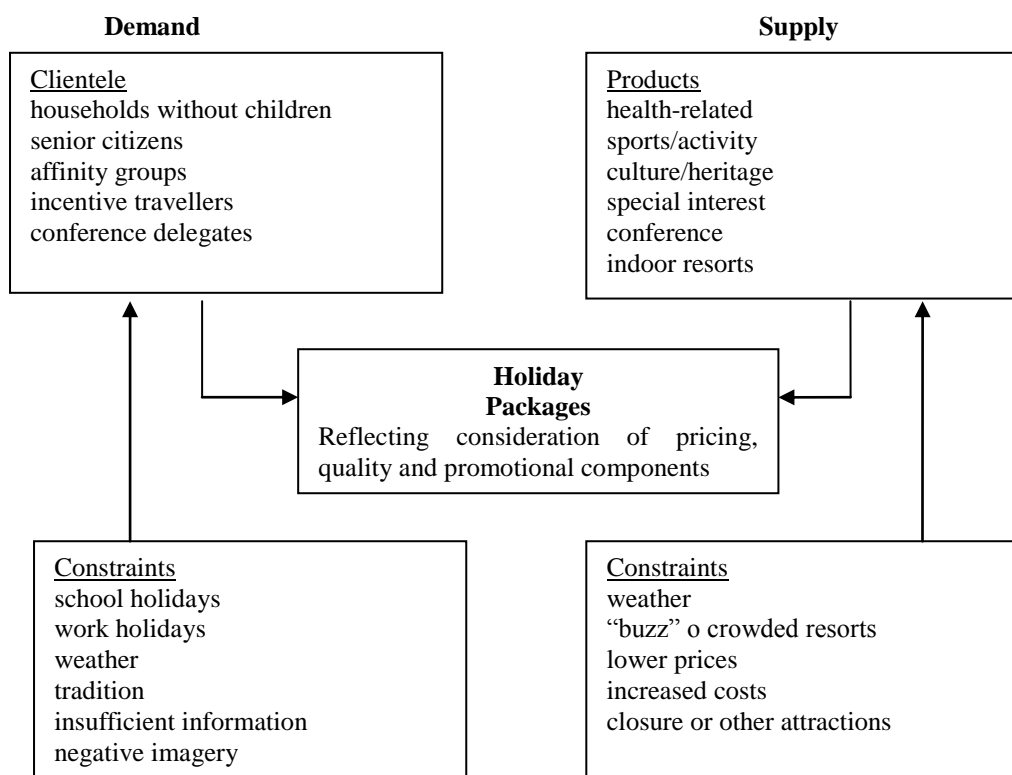 Demand
Clientele
households without children
senior citizens
affinity groups
incentive travellers
conference delegates
Supply
Products
health-related
sports/activity
culture/heritage
special interest
conference
indoor resorts
Holiday
Packages
Reflecting consideration of pricing,
quality and promotional components
Constraints
school holidays
work holidays
weather
tradition
insufficient information
negative imagery
Constraints
weather
“buzz” o crowded resorts
lower prices
increased costs
closure or other attractions